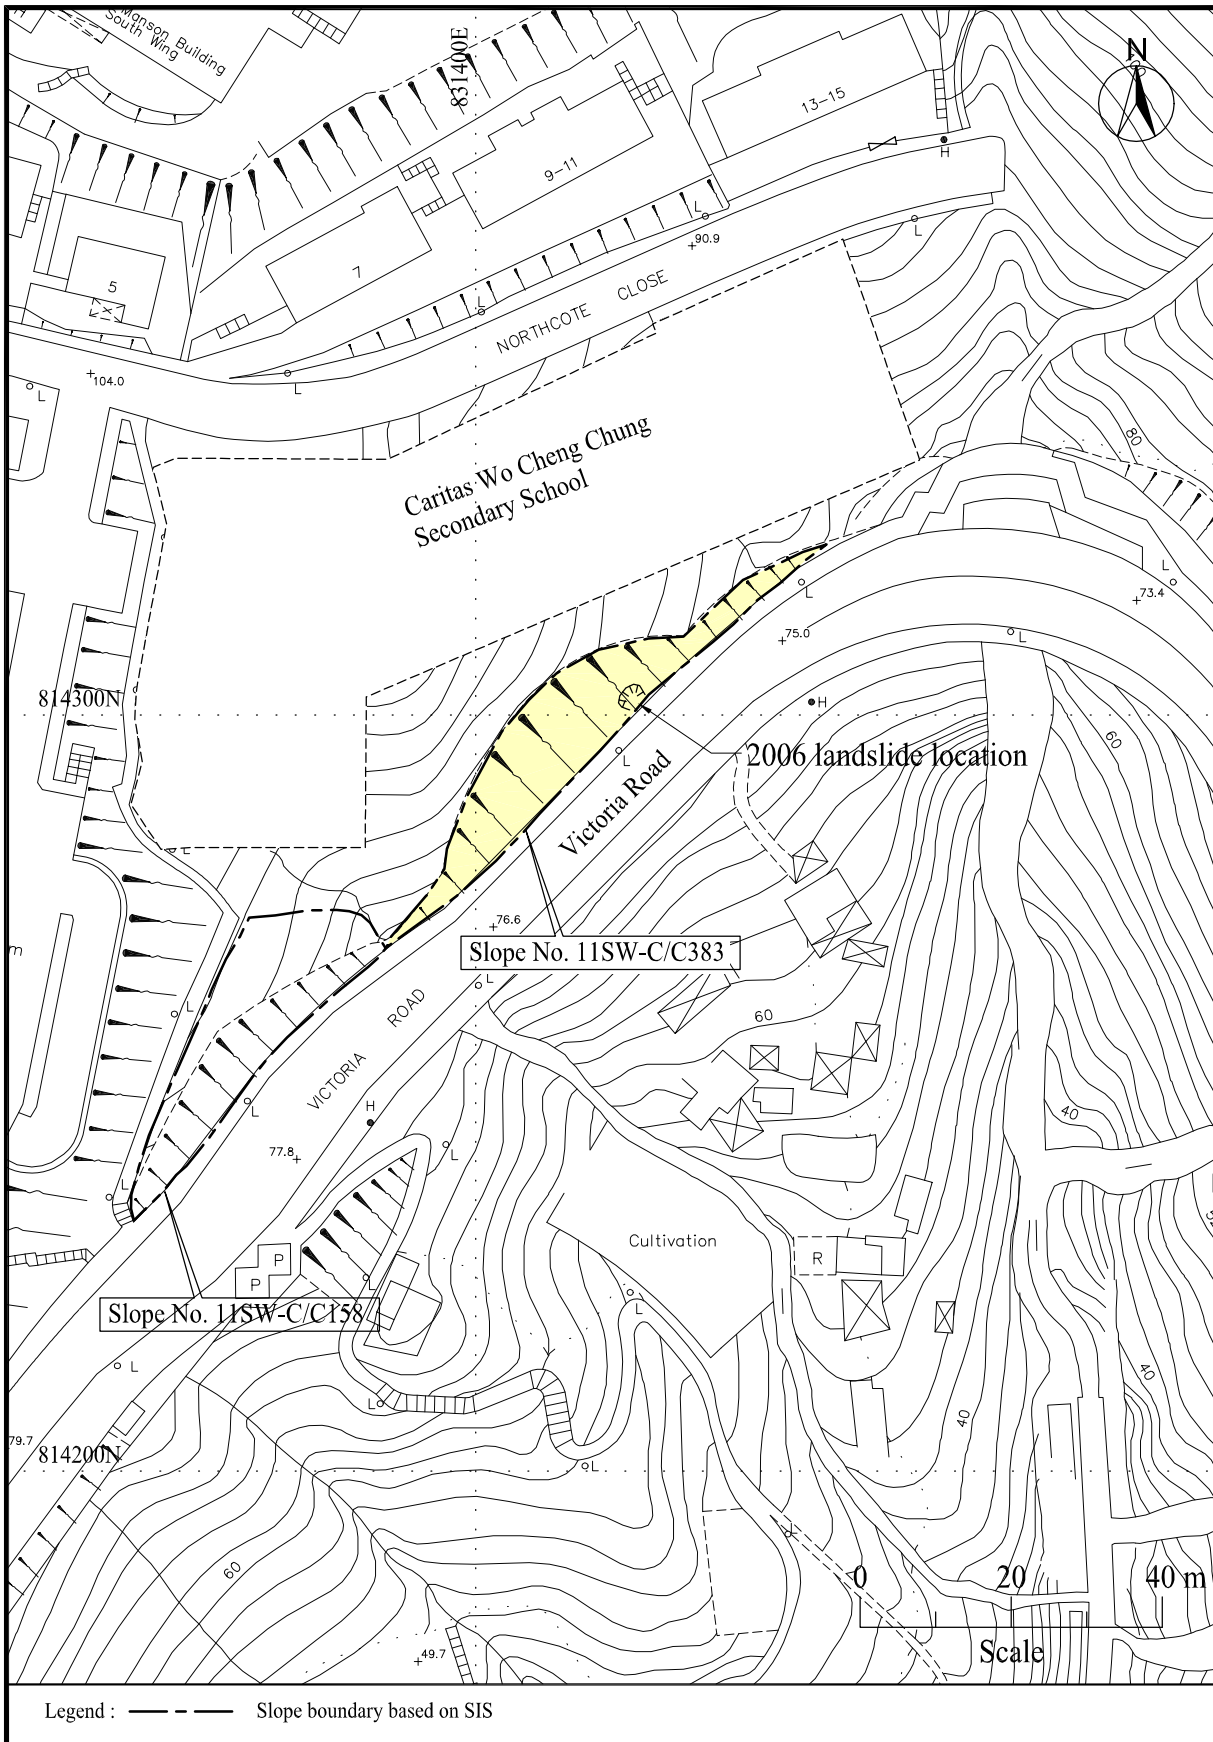 Manson Building
South Wing
831400E
N
13-15
H
9-11
7
5
L
90.9
L
L
NORTHCOTE CLOSE
104.0
L
L
80
Caritas Wo Cheng Chung
Secondary School
L
73.4
L
75.0
L
814300N
H
2006 landslide location
60
L
Victoria Road
L
76.6
Slope No. 11SW-C/C383
m
L
ROAD
L
60
VICTORIA
L
H
40
77.8
L
L
Cultivation
R
P
P
L
L
Slope No. 11SW-C/C158
L
40
L
40
79.7
814200N
L
60
0 20 40 m
Scale
49.7
Legend : Slope boundary based on SIS